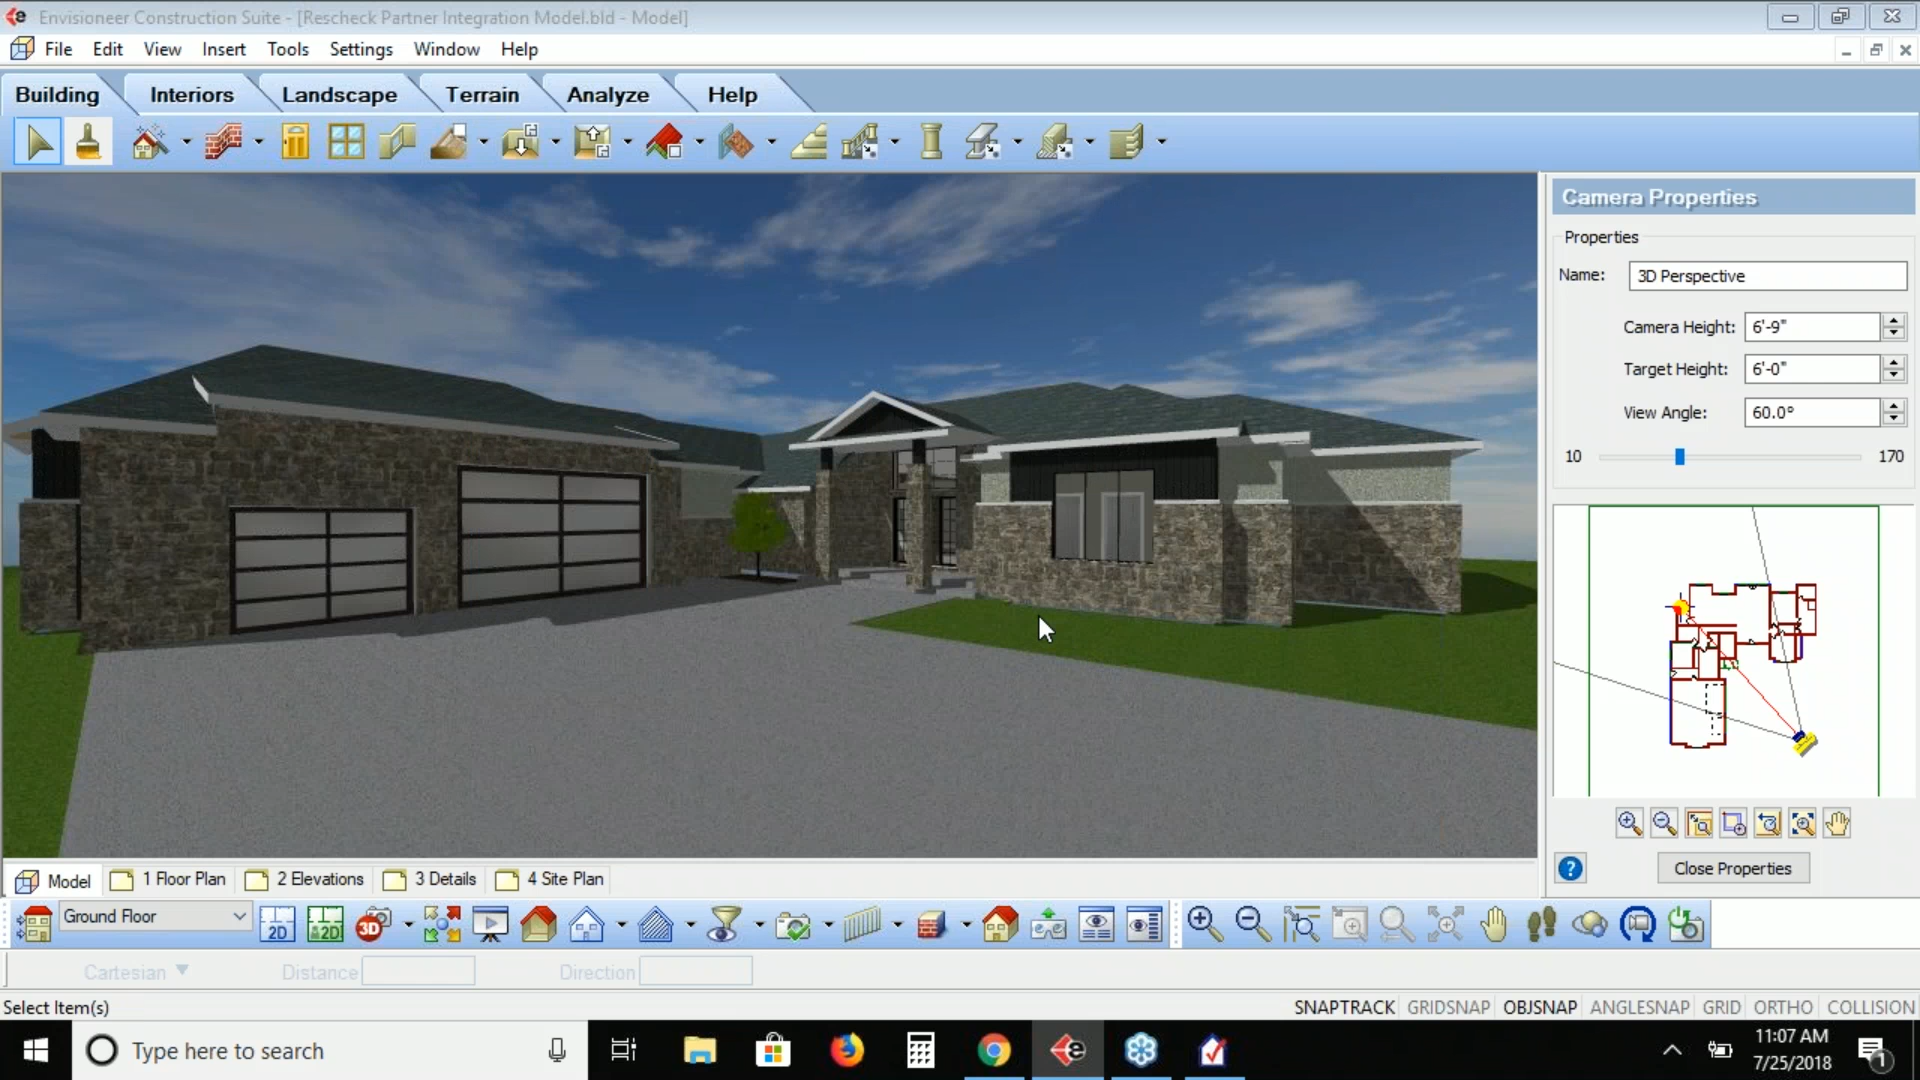 Envisioneer Construction Suite - [Rescheck Partner Integration Model.bld - Model]
File Edit View Insert Tools Settings Window Help
Building Interiors Landscape Terrain Analyze Help
Camera Properties
Properties
Name: 3D Perspective
Camera Height: 6'-9"
Target Height: 6'-0"
View Angle: 60.0°
10 170
? Close Properties
Model 1 Floor Plan 2 Elevations 3 Details 4 Site Plan
Ground Floor 2D 2D 3D
Cartesian Distance Direction
Select Item(s) SNAPTRACK GRIDSNAP OBJSNAP ANGLESNAP GRID ORTHO COLLISION
Type here to search
11:07 AM
7/25/2018
1